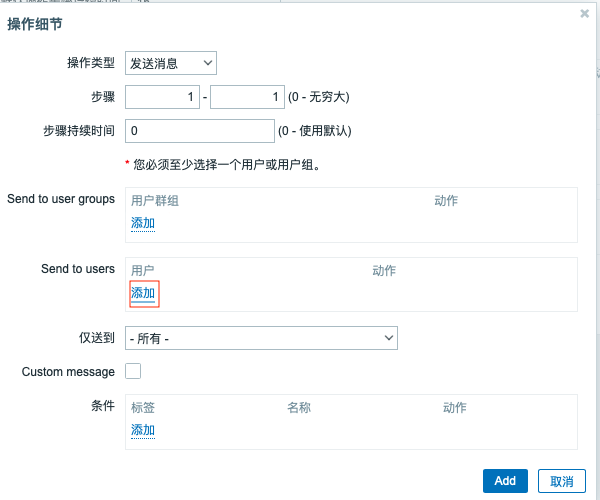 操作细节
操作类型 发送消息
步骤 1 - 1 (0 - 无穷大)
步骤持续时间 0 (0 - 使用默认)
* 您必须至少选择一个用户或用户组。
Send to user groups 用户群组 动作
添加
Send to users 用户 动作
添加
仅送到 - 所有 -
Custom message
条件 标签 名称 动作
添加
Add 取消